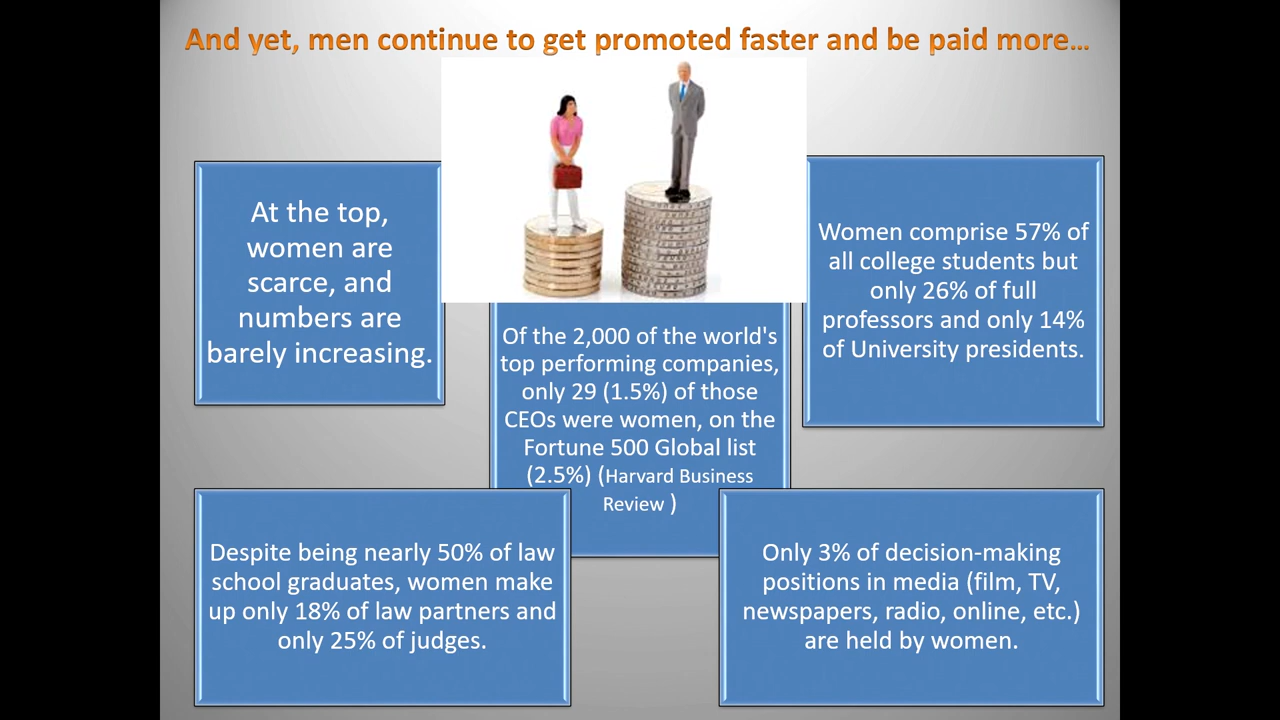 And yet, men continue to get promoted faster and be paid more…
At the top,
women are
scarce, and
numbers are
barely increasing.
Of the 2,000 of the world's
top performing companies,
only 29 (1.5%) of those
CEOs were women, on the
Fortune 500 Global list
(2.5%) (Harvard Business
Review )
Women comprise 57% of
all college students but
only 26% of full
professors and only 14%
of University presidents.
Despite being nearly 50% of law
school graduates, women make
up only 18% of law partners and
only 25% of judges.
Only 3% of decision-making
positions in media (film, TV,
newspapers, radio, online, etc.)
are held by women.